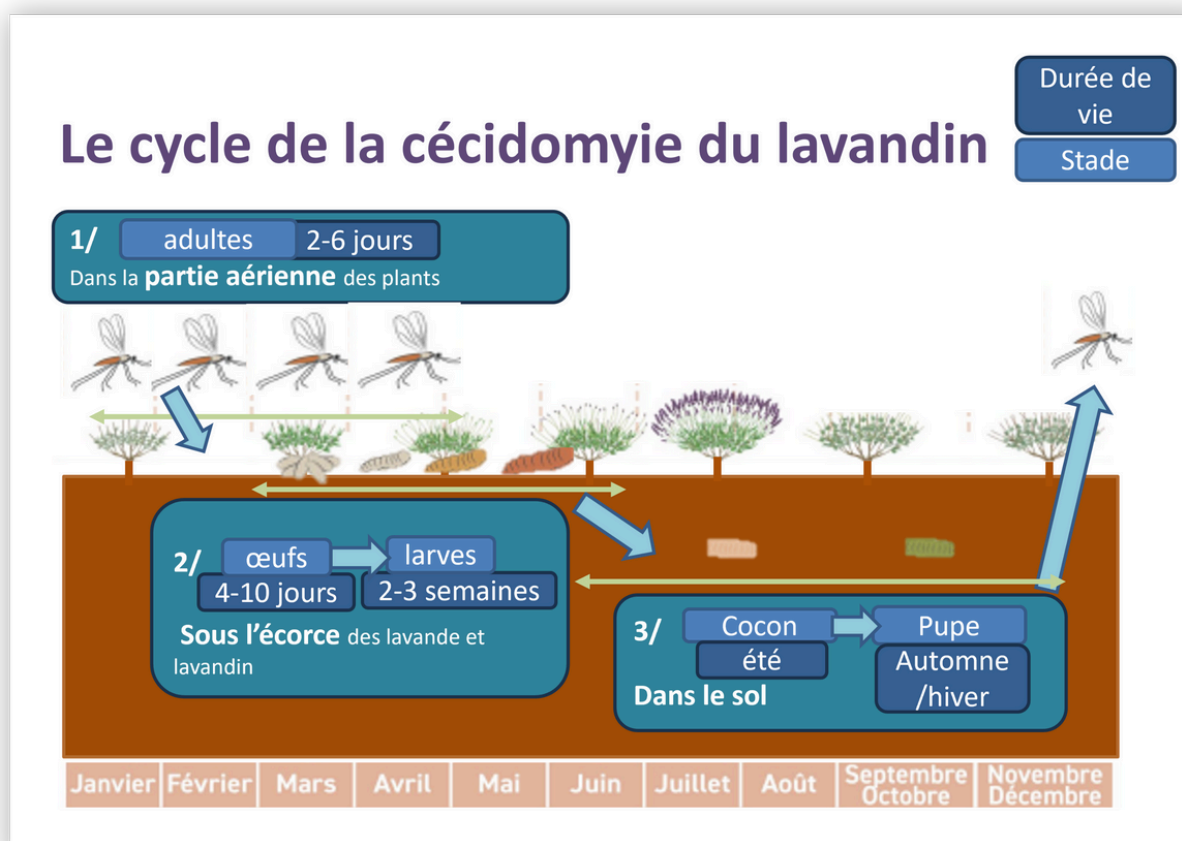 Durée de
vie
Stade
Le cycle de la cécidomyie du lavandin
1/ adultes 2-6 jours
Dans la partie aérienne des plants
2/ œufs larves
4-10 jours 2-3 semaines
Sous l'écorce des lavande et
lavandin
3/ Cocon Pupe
été Automne
/hiver
Dans le sol
Janvier Février Mars Avril Mai Juin Juillet Août Septembre Novembre
Octobre Décembre